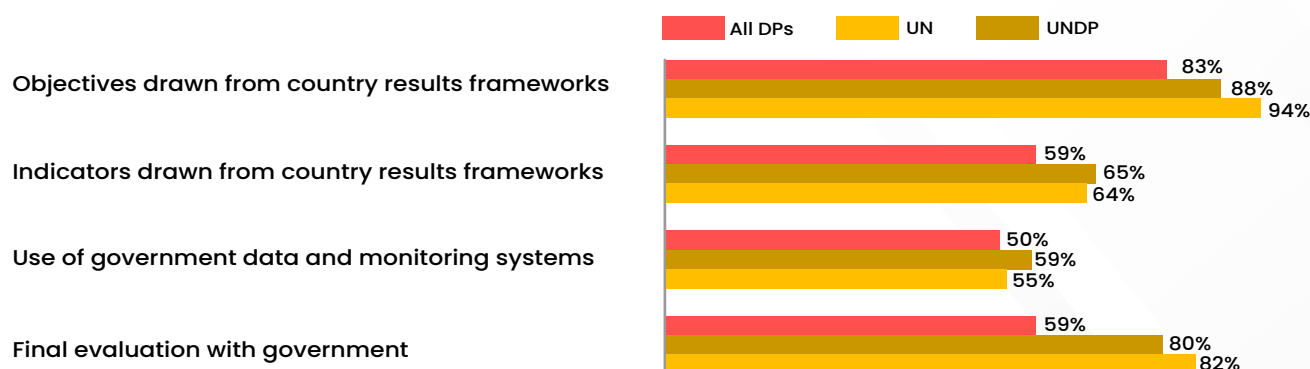 All DPs UN UNDP
Objectives drawn from country results frameworks
83%
88%
94%
Indicators drawn from country results frameworks
59%
65%
64%
Use of government data and monitoring systems
50%
59%
55%
Final evaluation with government
59%
80%
82%